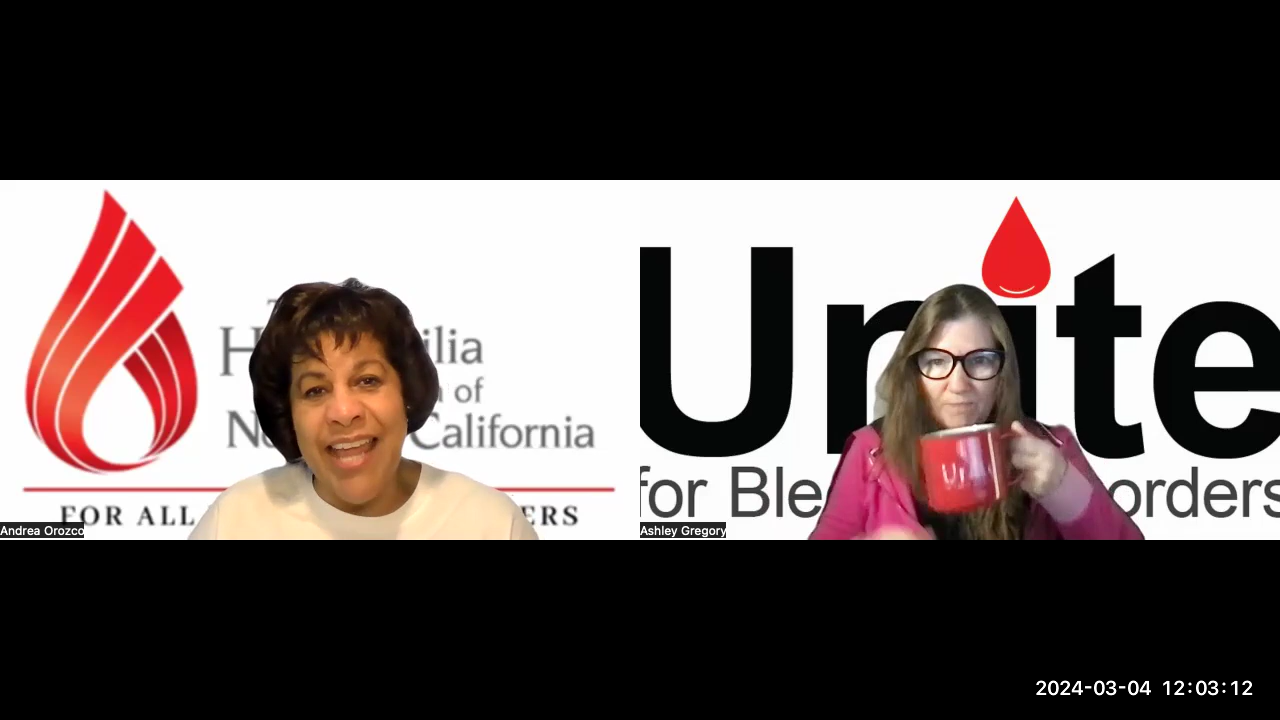 ilia
of
California
FOR ALL
ERS
Andrea Orozco
Unite
for Ble
orders
Ashley Gregory
2024-03-04 12:03:12